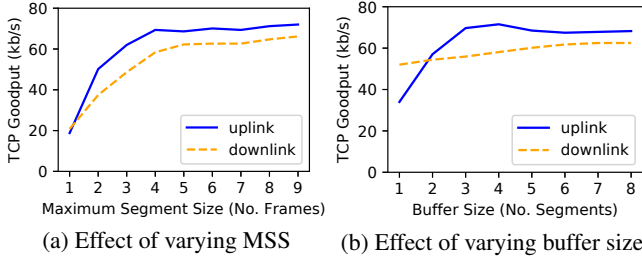 80
60
40
20
0
TCP Goodput (kb/s)
uplink
downlink
1 2 3 4 5 6 7 8 9
Maximum Segment Size (No. Frames)
(a) Effect of varying MSS
80
60
40
20
0
TCP Goodput (kb/s)
uplink
downlink
1 2 3 4 5 6 7 8
Buffer Size (No. Segments)
(b) Effect of varying buffer size